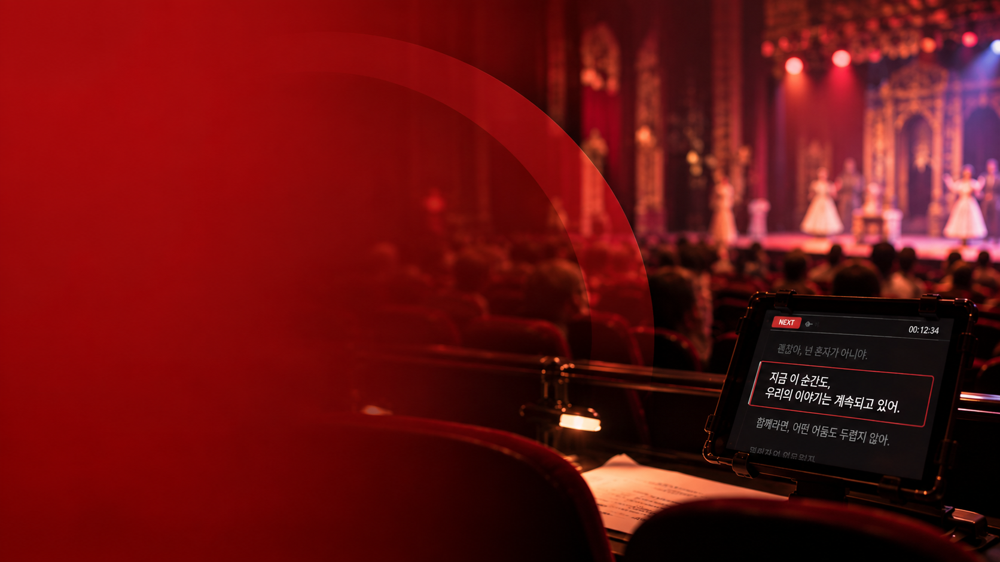 NEXT
00:12:34
괜찮아, 넌 혼자가 아니야.
지금 이 순간도,
우리의 이야기는 계속되고 있어.
함께라면, 어떤 어둠도 두렵지 않아.